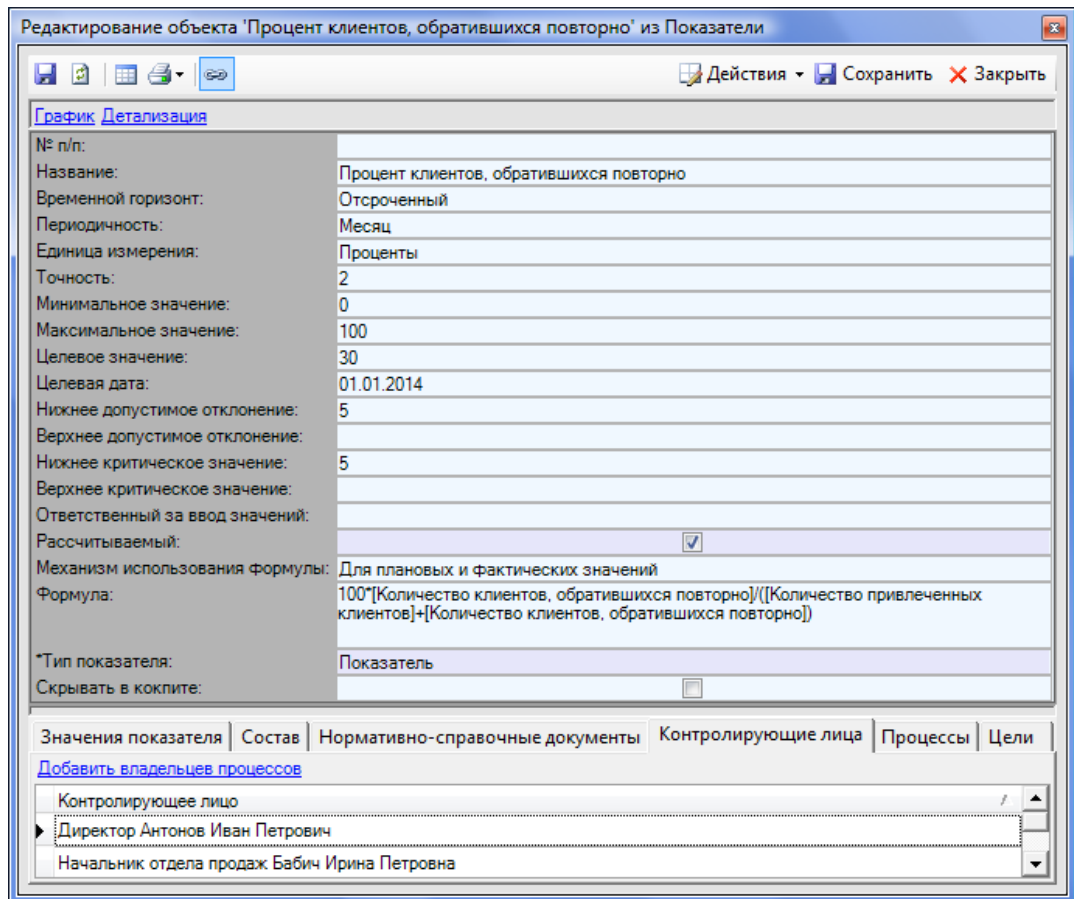 Редактирование объекта 'Процент клиентов, обратившихся повторно' из Показатели
Действия Сохранить Закрыть
График Детализация
№ п/п:
Название: Процент клиентов, обратившихся повторно
Временной горизонт: Отсроченный
Периодичность: Месяц
Единица измерения: Проценты
Точность: 2
Минимальное значение: 0
Максимальное значение: 100
Целевое значение: 30
Целевая дата: 01.01.2014
Нижнее допустимое отклонение: 5
Верхнее допустимое отклонение:
Нижнее критическое значение: 5
Верхнее критическое значение:
Ответственный за ввод значений:
Рассчитываемый:
Механизм использования формулы: Для плановых и фактических значений
Формула: 100*[Количество клиентов, обратившихся повторно]/([Количество привлеченных
клиентов]+[Количество клиентов, обратившихся повторно])
*Тип показателя: Показатель
Скрывать в кокпите:
Значения показателя Состав Нормативно-справочные документы Контролирующие лица Процессы Цели
Добавить владельцев процессов
Контролирующее лицо
Директор Антонов Иван Петрович
Начальник отдела продаж Бабич Ирина Петровна